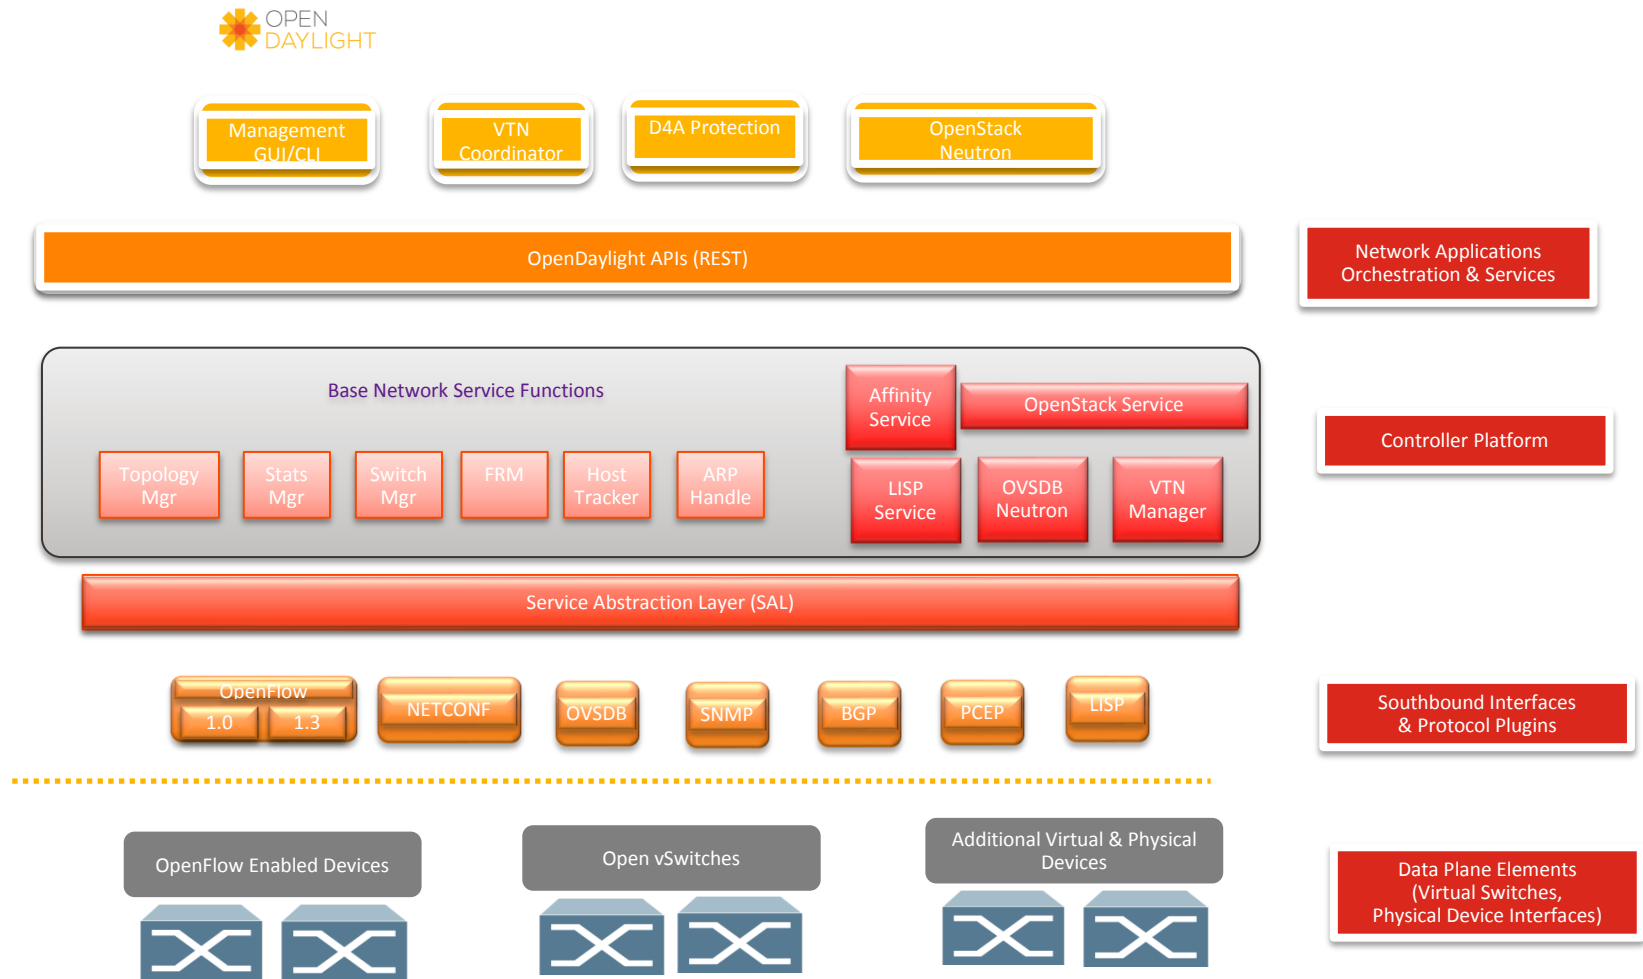 OPEN
DAYLIGHT
Management
GUI/CLI
VTN
Coordinator
D4A Protection
OpenStack
Neutron
OpenDaylight APIs (REST)
Network Applications
Orchestration & Services
Base Network Service Functions
Affinity
Service
OpenStack Service
Controller Platform
Topology
Mgr
Stats
Mgr
Switch
Mgr
FRM
Host
Tracker
ARP
Handle
LISP
Service
OVSDB
Neutron
VTN
Manager
Service Abstraction Layer (SAL)
OpenFlow
1.0
1.3
NETCONF
OVSDB
SNMP
BGP
PCEP
LISP
Southbound Interfaces
& Protocol Plugins
OpenFlow Enabled Devices
Open vSwitches
Additional Virtual & Physical
Devices
Data Plane Elements
(Virtual Switches,
Physical Device Interfaces)